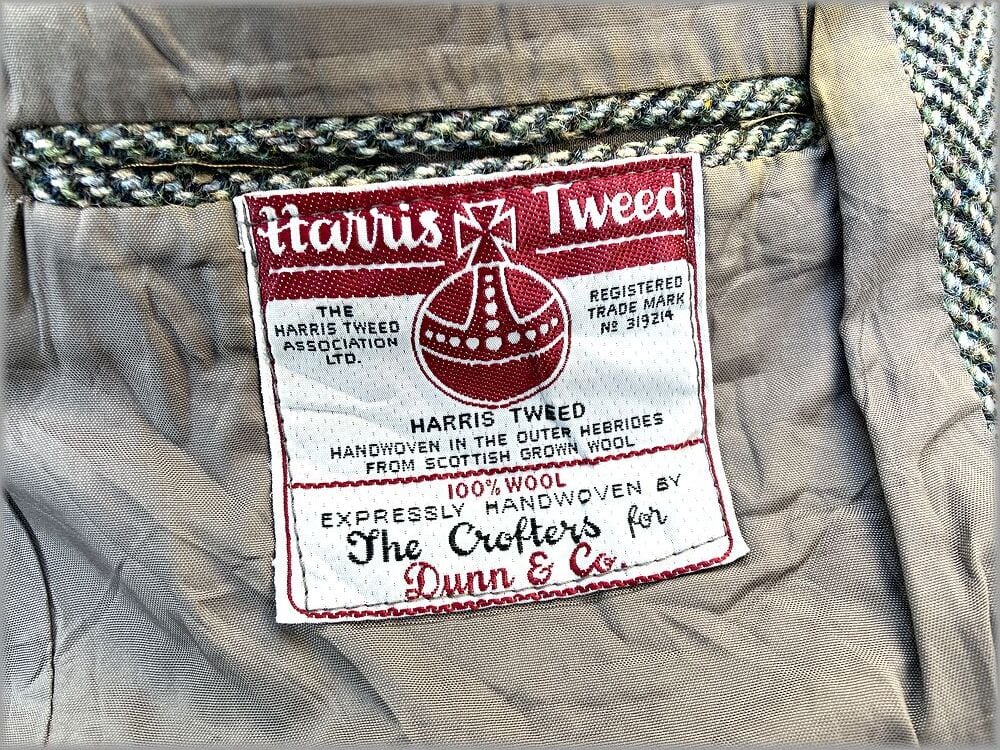 Harris Tweed
THE
HARRIS TWEED
ASSOCIATION
LTD.
REGISTERED
TRADE MARK
Nº 319214
HARRIS TWEED
HANDWOVEN IN THE OUTER HEBRIDES
FROM SCOTTISH GROWN WOOL
100% WOOL
EXPRESSLY HANDWOVEN BY
The Crofters for
Dunn & Co.